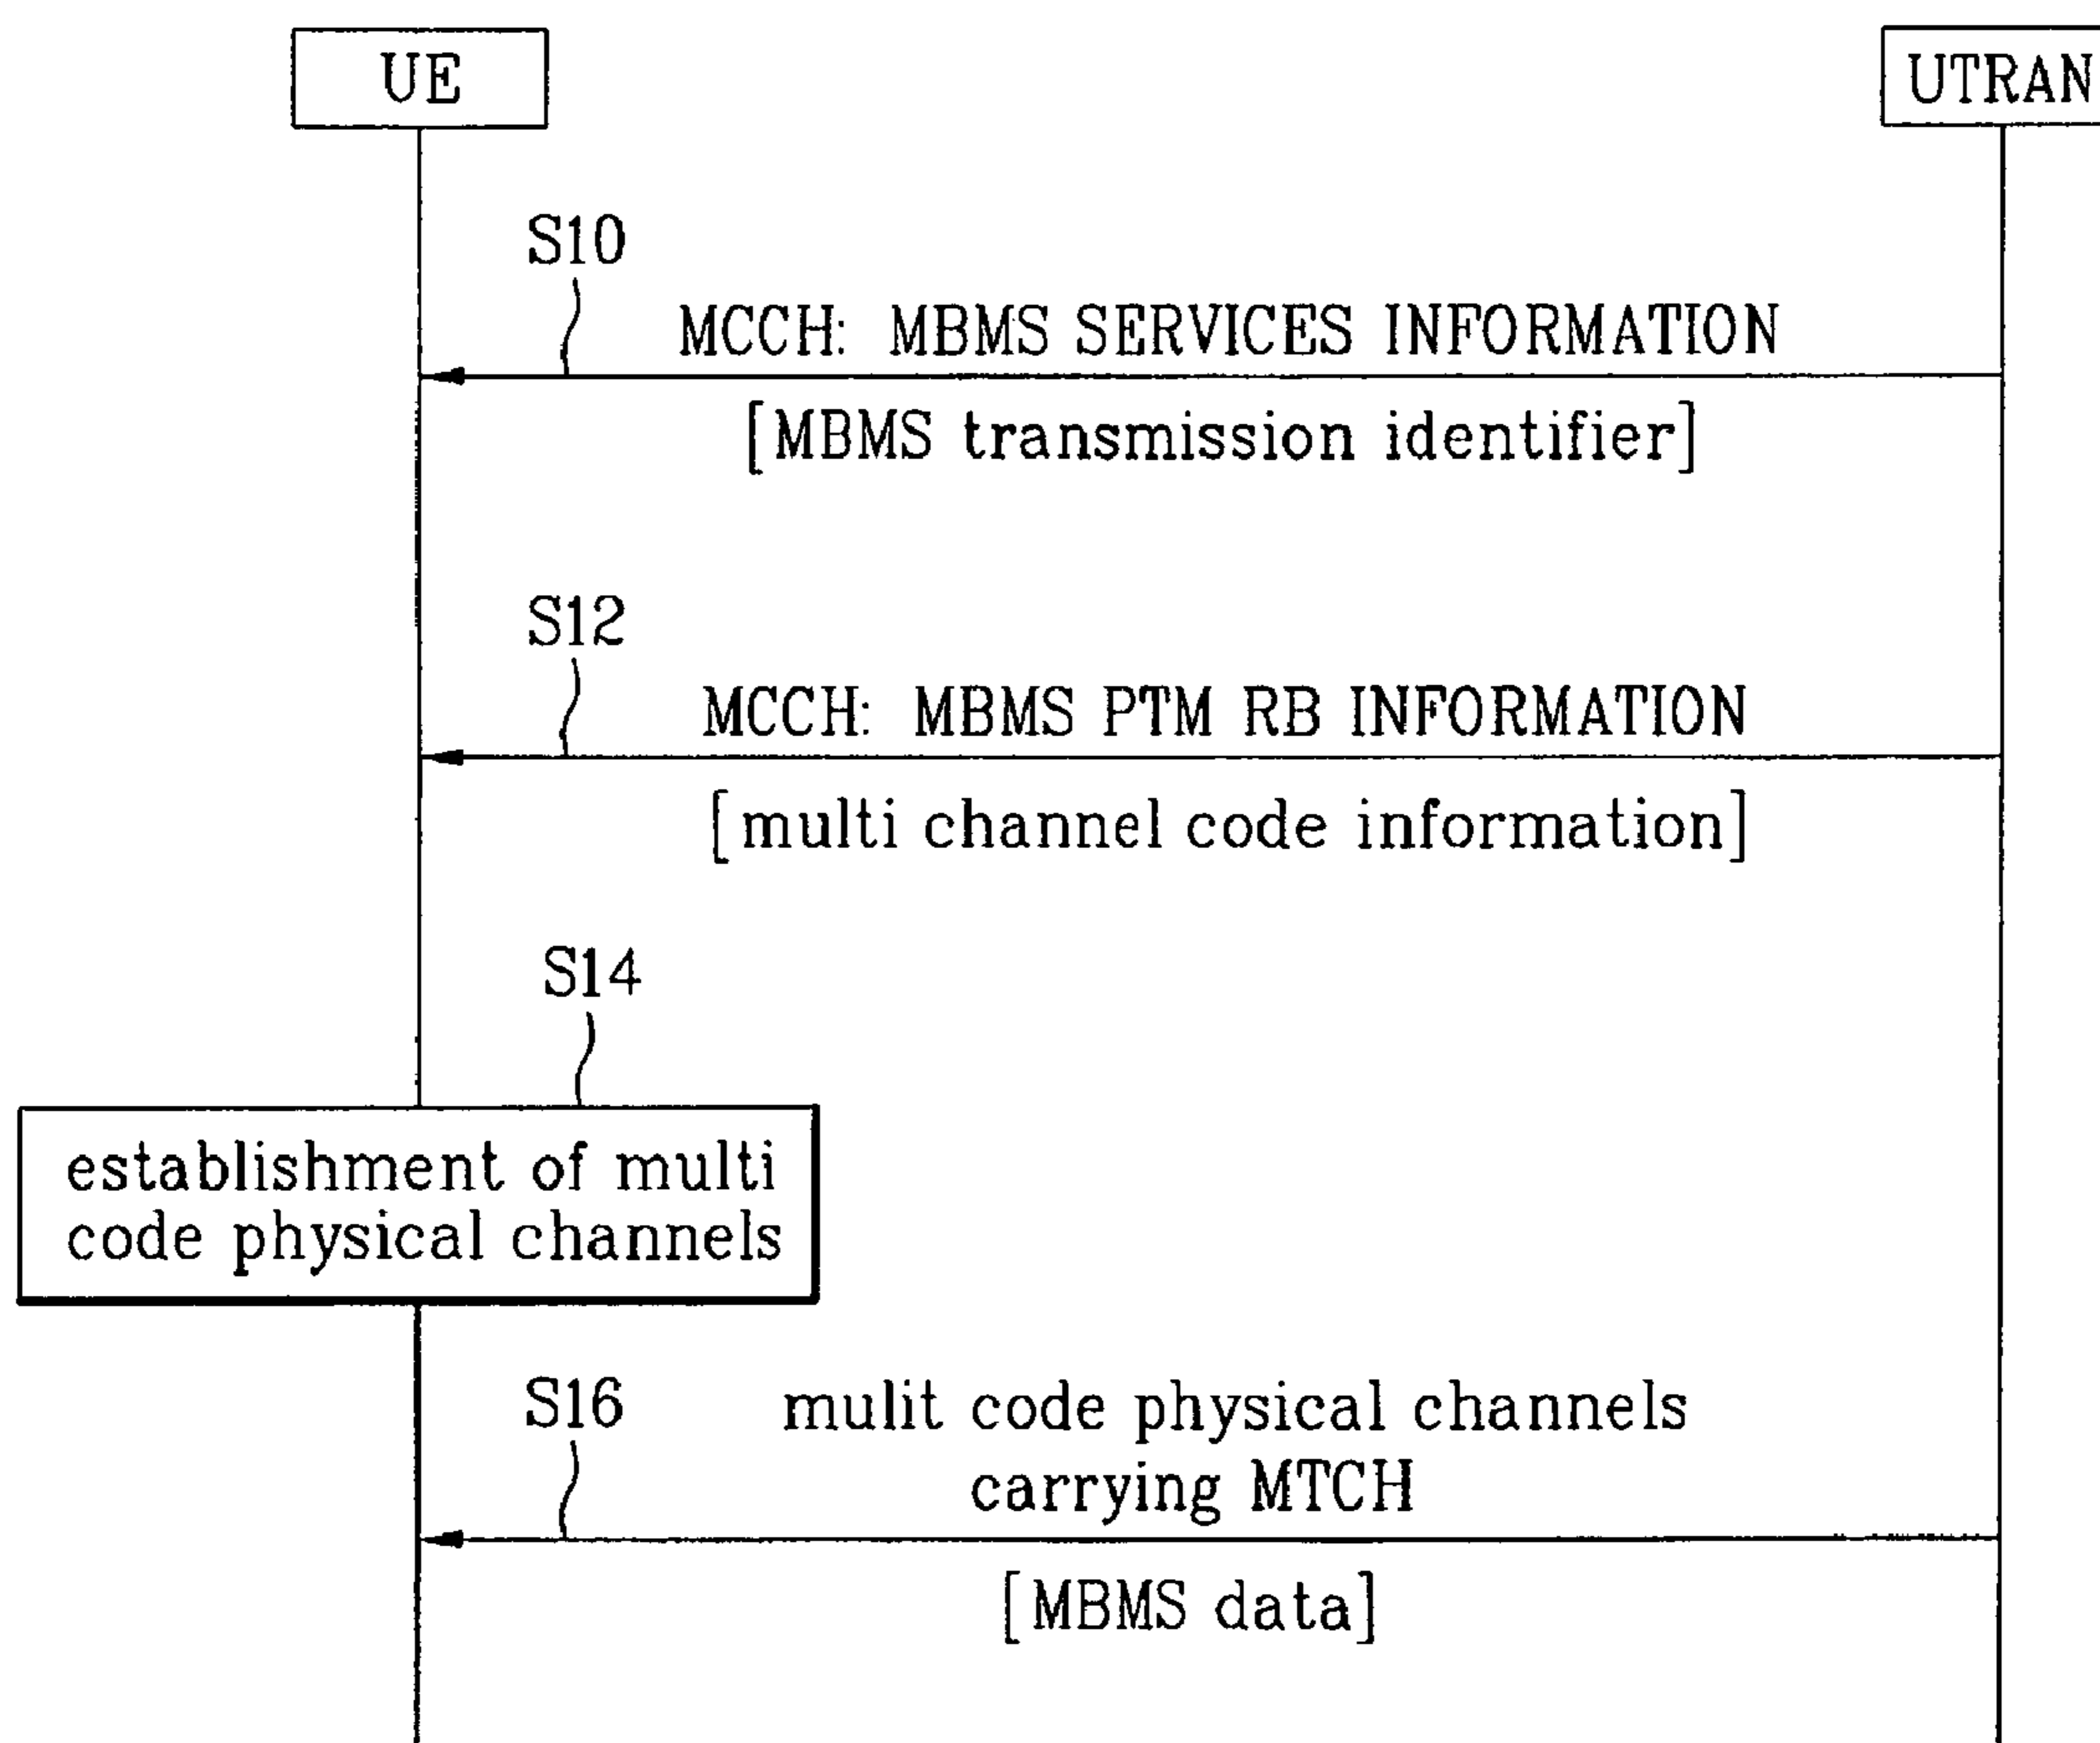 UE
UTRAN
S10
MCCH: MBMS SERVICES INFORMATION
[MBMS transmission identifier]
S12
MCCH: MBMS PTM RB INFORMATION
[multi channel code information]
S14
establishment of multi
code physical channels
S16
mulit code physical channels
carrying MTCH
[MBMS data]